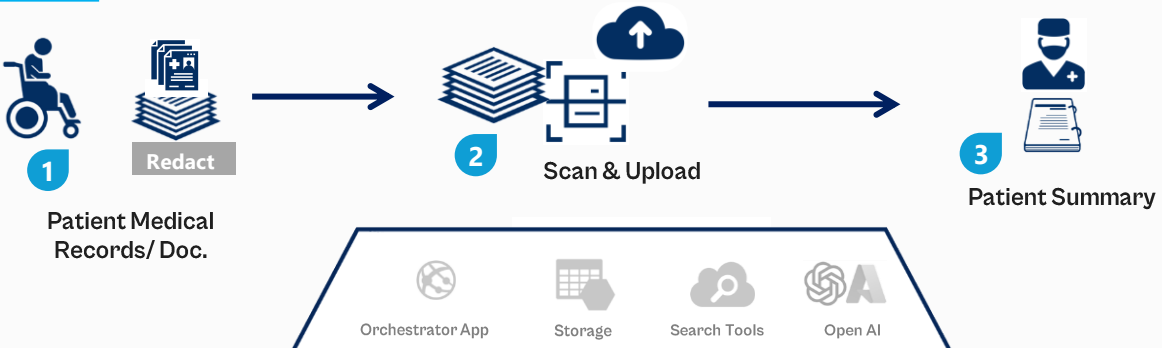 Redact
1
Patient Medical
Records/ Doc.
2
Scan & Upload
3
Patient Summary
Orchestrator App
Storage
Search Tools
Open AI